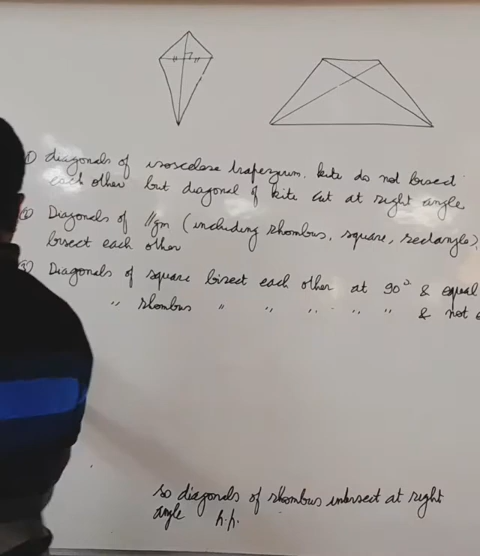 ① diagonals of isoscelese trapezium, kite do not bisect
each other but diagonal of kite cut at right angle
② Diagonals of //gm (including rhombus, square, rectangle)
bisect each other
③ Diagonals of square bisect each other at 90° & equal
" rhombus " " " " " & not
so diagonals of rhombus intersect at right
angle h.p.